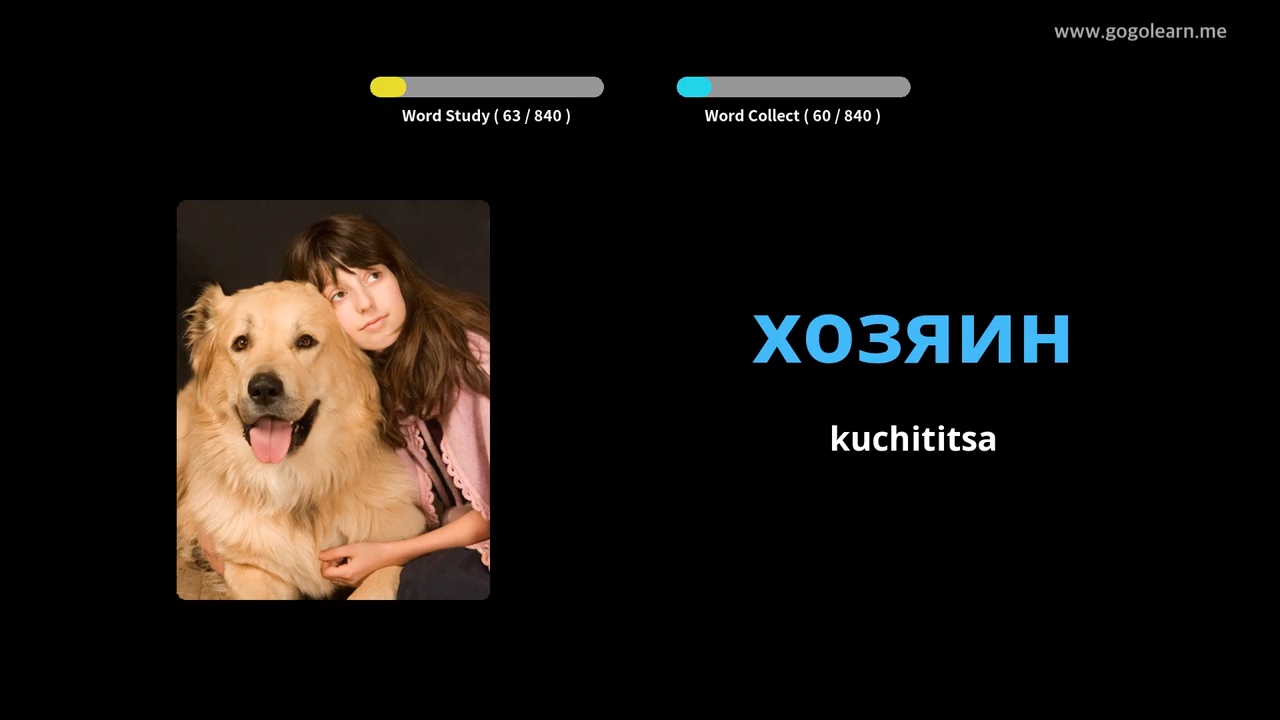 www.gogolearn.me
Word Study ( 63 / 840 )
Word Collect ( 60 / 840 )
хозяин
kuchititsa